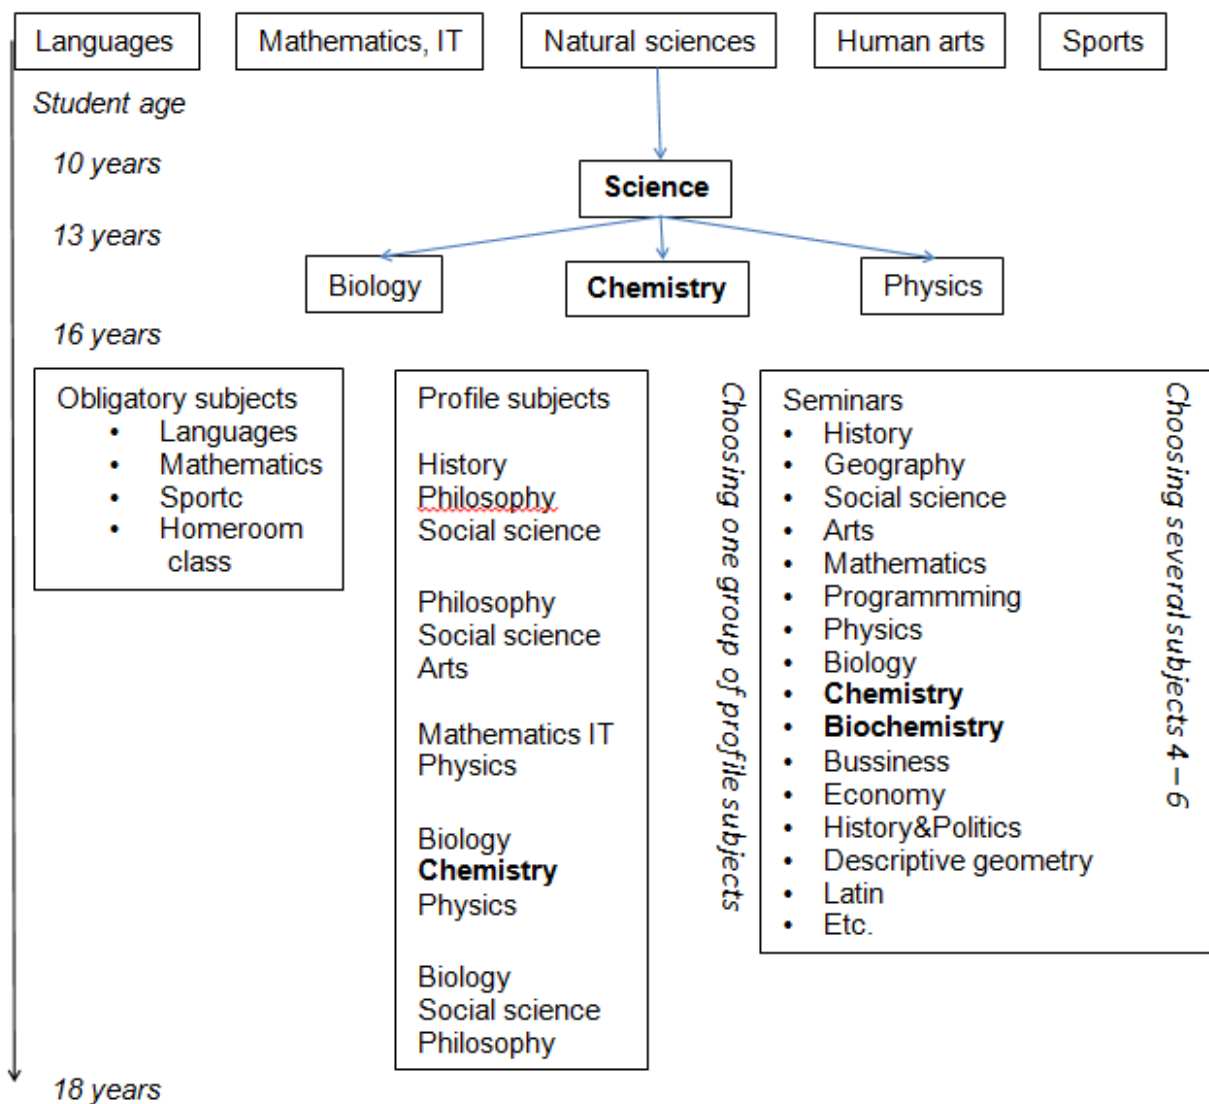 Languages
Mathematics, IT
Natural sciences
Human arts
Sports
Student age
10 years
Science
13 years
Biology
Chemistry
Physics
16 years
Obligatory subjects
• Languages
• Mathematics
• Sportc
• Homeroom
class
Profile subjects
History
Philosophy
Social science
Philosophy
Social science
Arts
Mathematics IT
Physics
Biology
Chemistry
Physics
Biology
Social science
Philosophy
Choosing one group of profile subjects
Seminars
• History
• Geography
• Social science
• Arts
• Mathematics
• Programmming
• Physics
• Biology
• Chemistry
• Biochemistry
• Bussiness
• Economy
• History&Politics
• Descriptive geometry
• Latin
• Etc.
Choosing several subjects 4 – 6
18 years